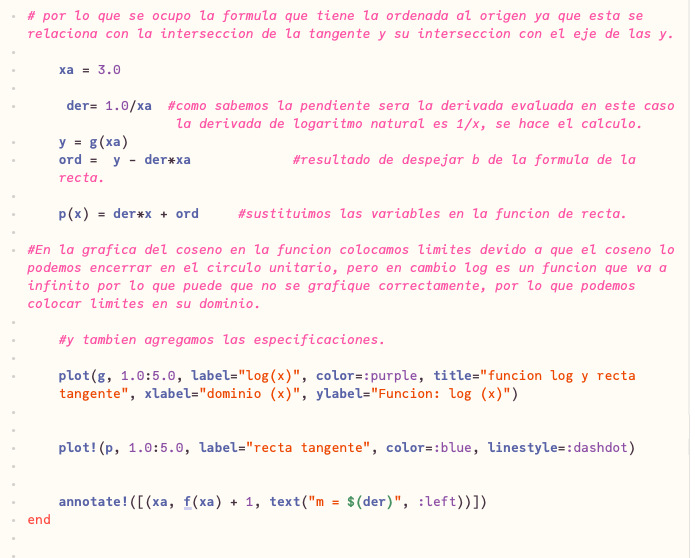 # por lo que se ocupo la formula que tiene la ordenada al origen ya que esta se
relaciona con la interseccion de la tangente y su interseccion con el eje de las y.
xa = 3.0
der= 1.0/xa  #como sabemos la pendiente sera la derivada evaluada en este caso
la derivada de logaritmo natural es 1/x, se hace el calculo.
y = g(xa)
ord =  y - der*xa             #resultado de despejar b de la formula de la
recta.
p(x) = der*x + ord     #sustituimos las variables en la funcion de recta.
#En la grafica del coseno en la funcion colocamos limites devido a que el coseno lo
podemos encerrar en el circulo unitario, pero en cambio log es un funcion que va a
infinito por lo que puede que no se grafique correctamente, por lo que podemos
colocar limites en su dominio.
#y tambien agregamos las especificaciones.
plot(g, 1.0:5.0, label="log(x)", color=:purple, title="funcion log y recta
tangente", xlabel="dominio (x)", ylabel="Funcion: log (x)")
plot!(p, 1.0:5.0, label="recta tangente", color=:blue, linestyle=:dashdot)
annotate!([(xa, f(xa) + 1, text("m = $(der)", :left))])
end